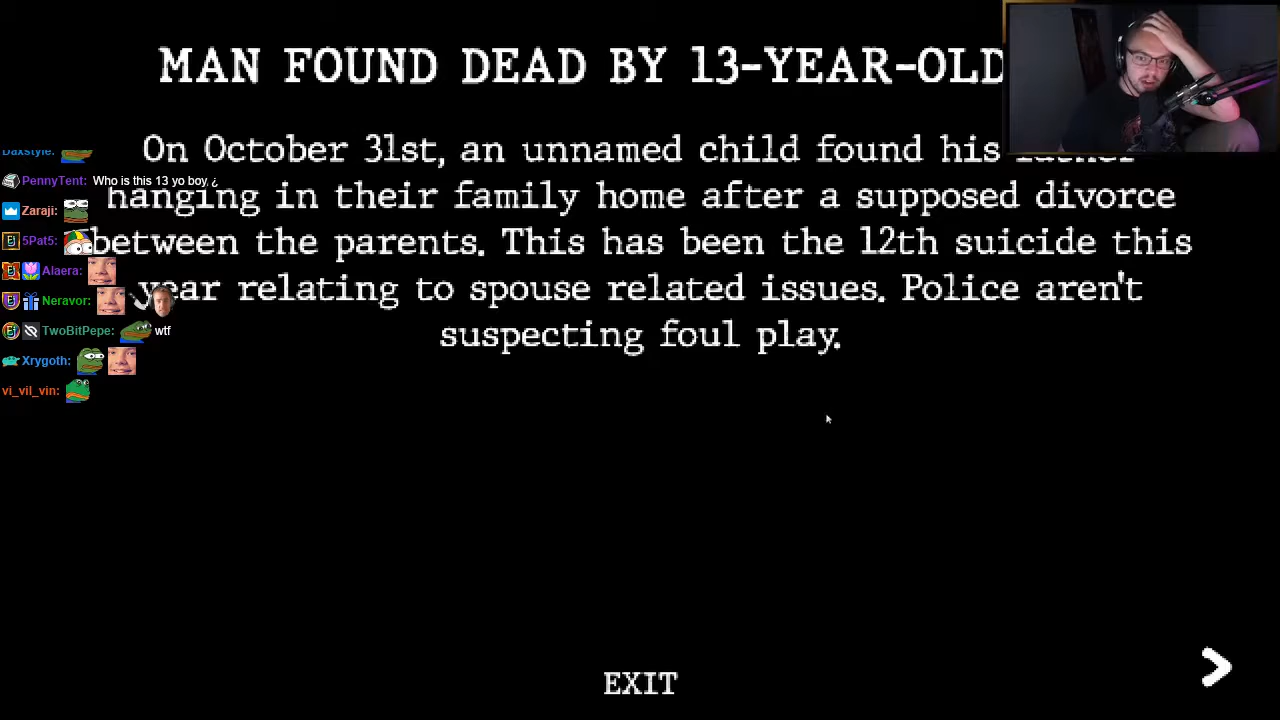 MAN FOUND DEAD BY 13-YEAR-OLD
On October 31st, an unnamed child found his father
hanging in their family home after a supposed divorce
between the parents. This has been the 12th suicide this
year relating to spouse related issues. Police aren't
suspecting foul play.
Daxstyle:
PennyTent: Who is this 13 yo boy ¿
Zaraji:
5Pat5:
Alaera:
Neravor:
TwoBitPepe: wtf
Xrygoth:
vi_vil_vin:
EXIT